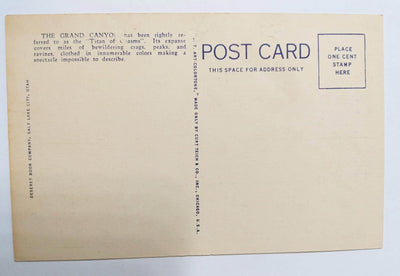 THE GRAND CANYON has been rightly re-
ferred to as the "Titan of Chasms". Its expanse
covers miles of bewildering crags, peaks, and
ravines, clothed in innumerable colors making a
spectacle impossible to describe.
DESERET BOOK COMPANY, SALT LAKE CITY, UTAH
T. ART-COLORTONE," MADE ONLY BY CURT TEICH & CO., INC., CHICAGO, U.S.A.
POST CARD
THIS SPACE FOR ADDRESS ONLY
PLACE
ONE CENT
STAMP
HERE